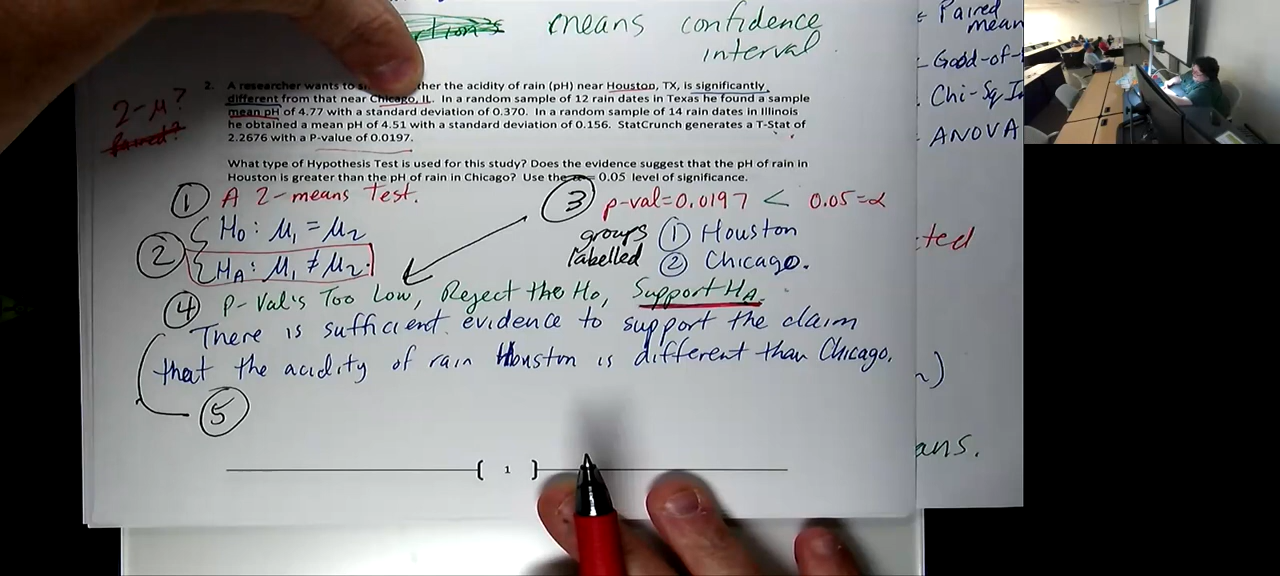 means confidence
interval.
2. A researcher wants to ther the acidity of rain (pH) near Houston, TX, is significantly
different from that near Chicago, IL. In a random sample of 12 rain dates in Texas he found a sample
mean pH of 4.77 with a standard deviation of 0.370. In a random sample of 14 rain dates in Illinois
he obtained a mean pH of 4.51 with a standard deviation of 0.156. StatCrunch generates a T-Stat of
2.2676 with a P-value of 0.0197.
2-μ?
paired?
What type of Hypothesis Test is used for this study? Does the evidence suggest that the pH of rain in
Houston is greater than the pH of rain in Chicago? Use the = 0.05 level of significance.
① A 2-means Test.
② { H₀: μ₁ = μ₂
{ Hₐ: μ₁ ≠ μ₂.
③ p-val=0.0197 < 0.05=α
groups labelled ① Houston
② Chicago.
④ P-Val's Too Low, Reject the Ho, Support HA.
There is sufficient evidence to support the claim
that the acidity of rain Houston is different than Chicago.
⑤
{ 1 }
Paired
mean
Good-of-
Chi-Sq I
ANOVA
cted
n)
ans.